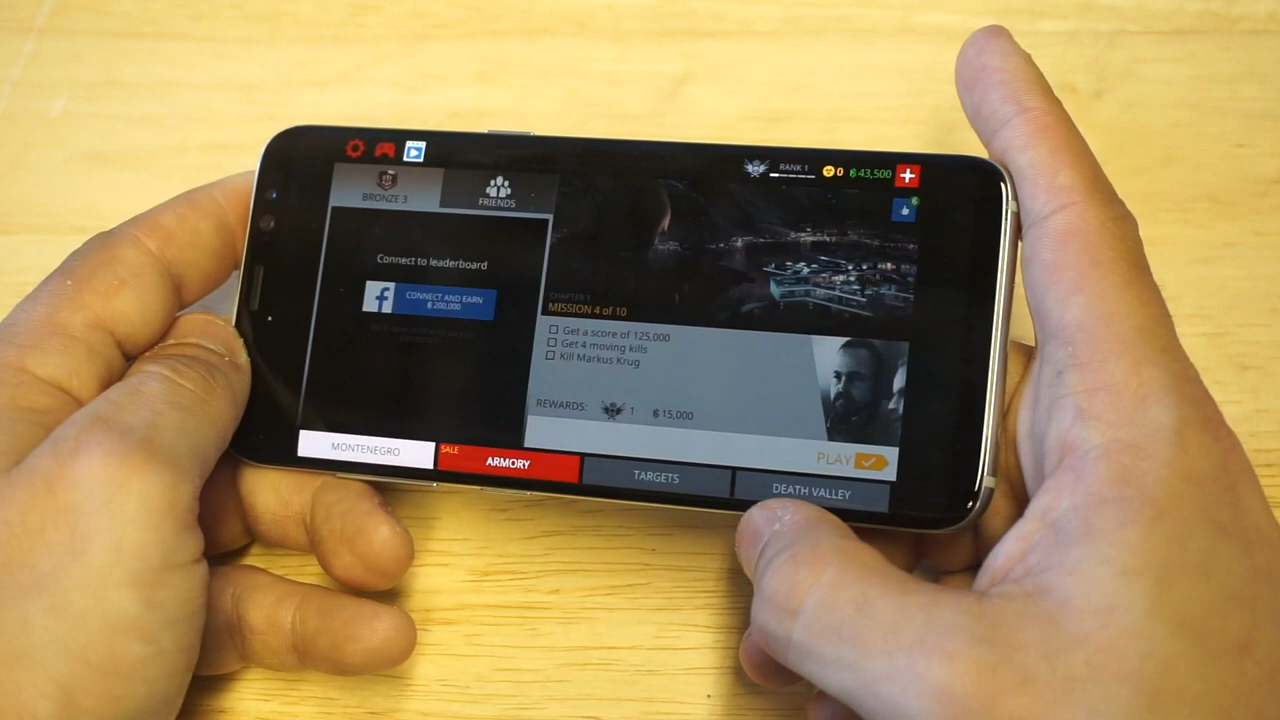 RANK 1
0
฿ 43,500
6
BRONZE 3
FRIENDS
Connect to leaderboard
CONNECT AND EARN
฿ 200,000
CHAPTER 1
MISSION 4 of 10
Get a score of 125,000
Get 4 moving kills
Kill Markus Krug
REWARDS: 1 ฿ 15,000
PLAY
MONTENEGRO
SALE
ARMORY
TARGETS
DEATH VALLEY